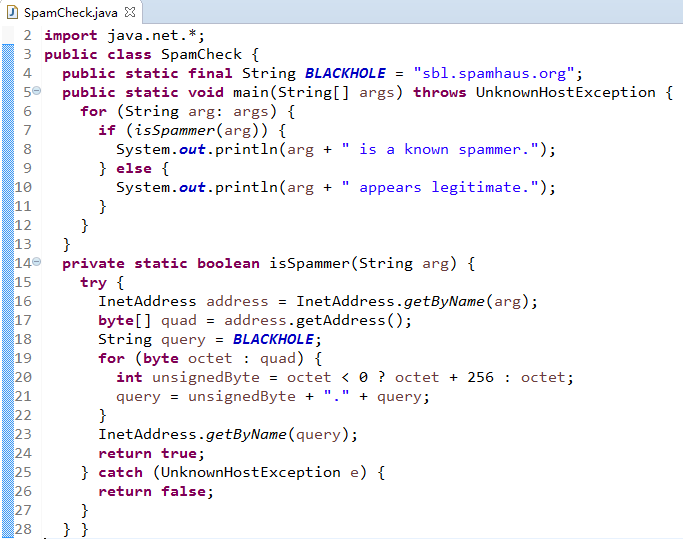 SpamCheck.java
2 import java.net.*;
3 public class SpamCheck {
4   public static final String BLACKHOLE = "sbl.spamhaus.org";
5   public static void main(String[] args) throws UnknownHostException {
6     for (String arg: args) {
7       if (isSpammer(arg)) {
8         System.out.println(arg + " is a known spammer.");
9       } else {
10         System.out.println(arg + " appears legitimate.");
11       }
12     }
13   }
14   private static boolean isSpammer(String arg) {
15     try {
16       InetAddress address = InetAddress.getByName(arg);
17       byte[] quad = address.getAddress();
18       String query = BLACKHOLE;
19       for (byte octet : quad) {
20         int unsignedByte = octet < 0 ? octet + 256 : octet;
21         query = unsignedByte + "." + query;
22       }
23       InetAddress.getByName(query);
24       return true;
25     } catch (UnknownHostException e) {
26       return false;
27     }
28   } }